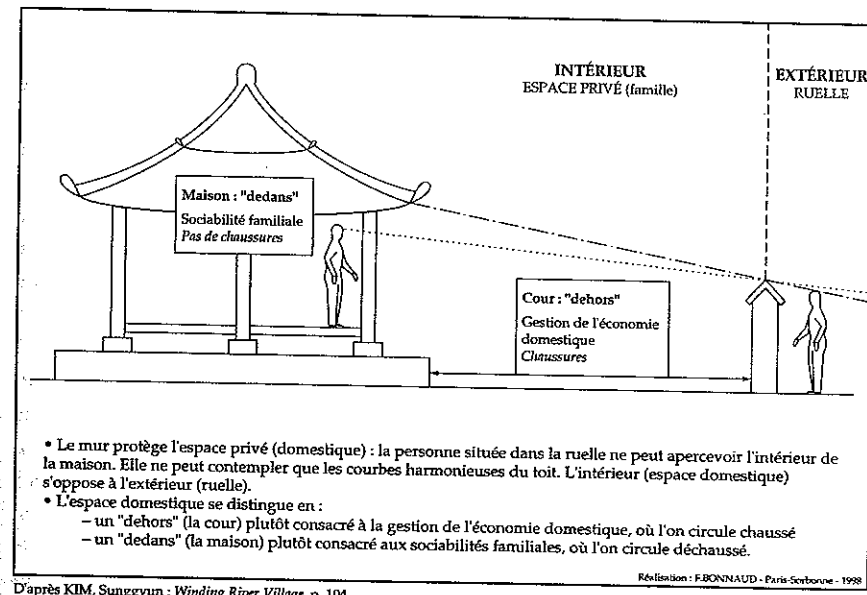 INTÉRIEUR
ESPACE PRIVÉ (famille)
EXTÉRIEUR
RUELLE
Maison : "dedans"
Sociabilité familiale
Pas de chaussures
Cour : "dehors"
Gestion de l'économie
domestique
Chaussures
• Le mur protège l'espace privé (domestique) : la personne située dans la ruelle ne peut apercevoir l'intérieur de
la maison. Elle ne peut contempler que les courbes harmonieuses du toit. L'intérieur (espace domestique)
s'oppose à l'extérieur (ruelle).
• L'espace domestique se distingue en :
– un "dehors" (la cour) plutôt consacré à la gestion de l'économie domestique, où l'on circule chaussé
– un "dedans" (la maison) plutôt consacré aux sociabilités familiales, où l'on circule déchaussé.
Réalisation : F.BONNAUD - Paris-Sorbonne - 1998
D'après KIM, Sunggyun : Winding River Village, p. 104